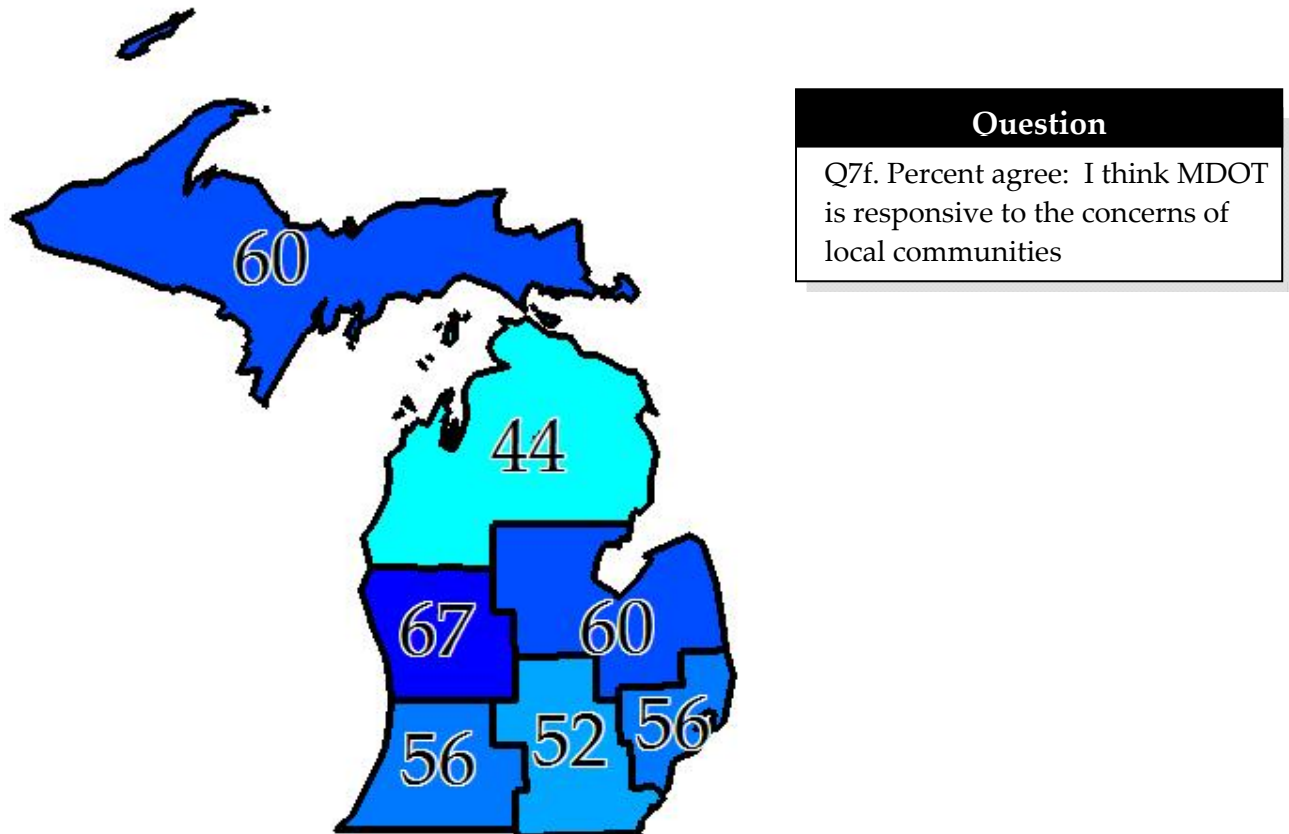 Question
Q7f. Percent agree: I think MDOT
is responsive to the concerns of
local communities
60
44
67
60
56
52
56